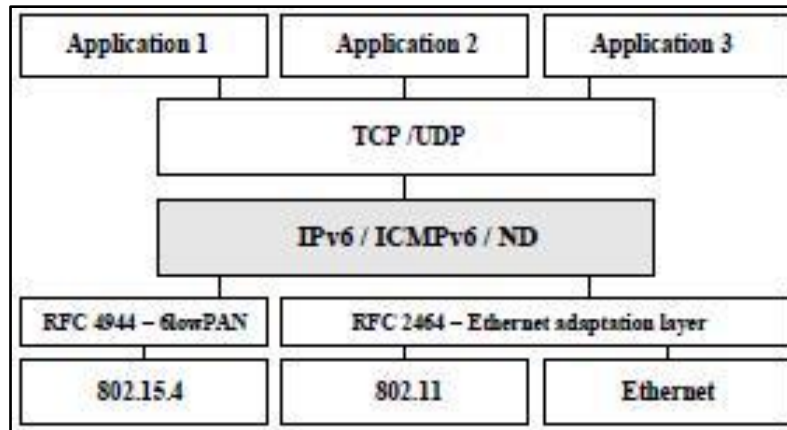 Application 1
Application 2
Application 3
TCP /UDP
IPv6 / ICMPv6 / ND
RFC 4944 – 6lowPAN
RFC 2464 – Ethernet adaptation layer
802.15.4
802.11
Ethernet